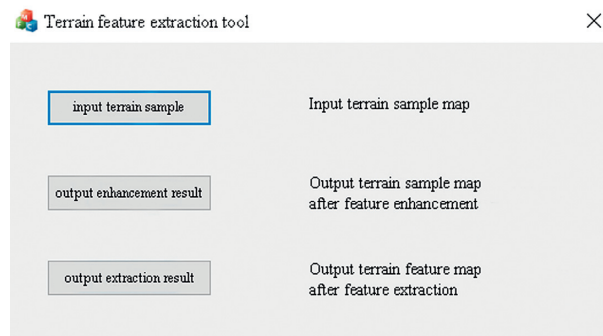 Terrain feature extraction tool
input terrain sample
Input terrain sample map
output enhancement result
Output terrain sample map
after feature enhancement
output extraction result
Output terrain feature map
after feature extraction